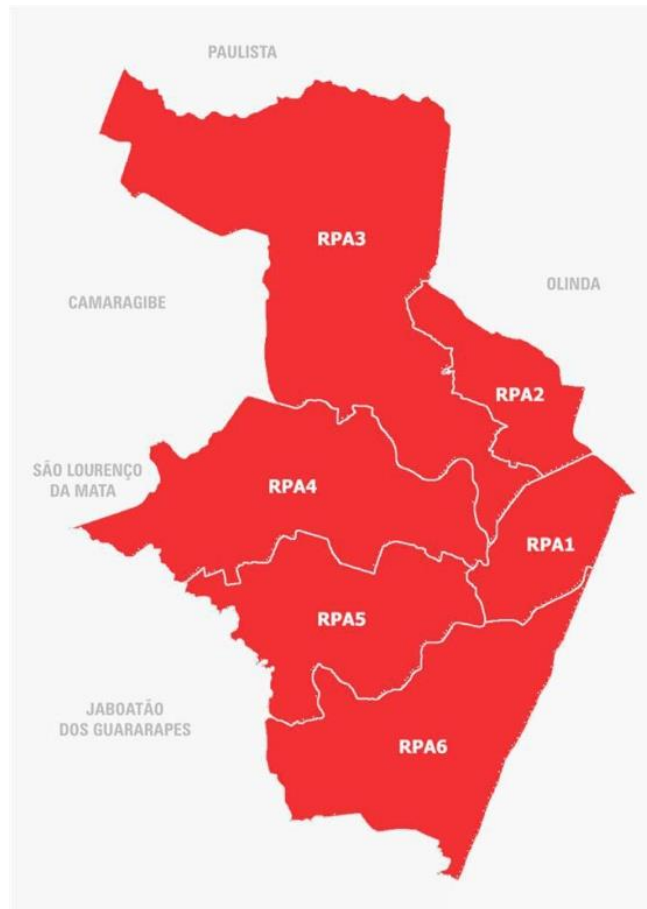 PAULISTA
RPA3
OLINDA
CAMARAGIBE
RPA2
SÃO LOURENÇO
DA MATA
RPA4
RPA1
RPA5
JABOATÃO
DOS GUARARAPES
RPA6